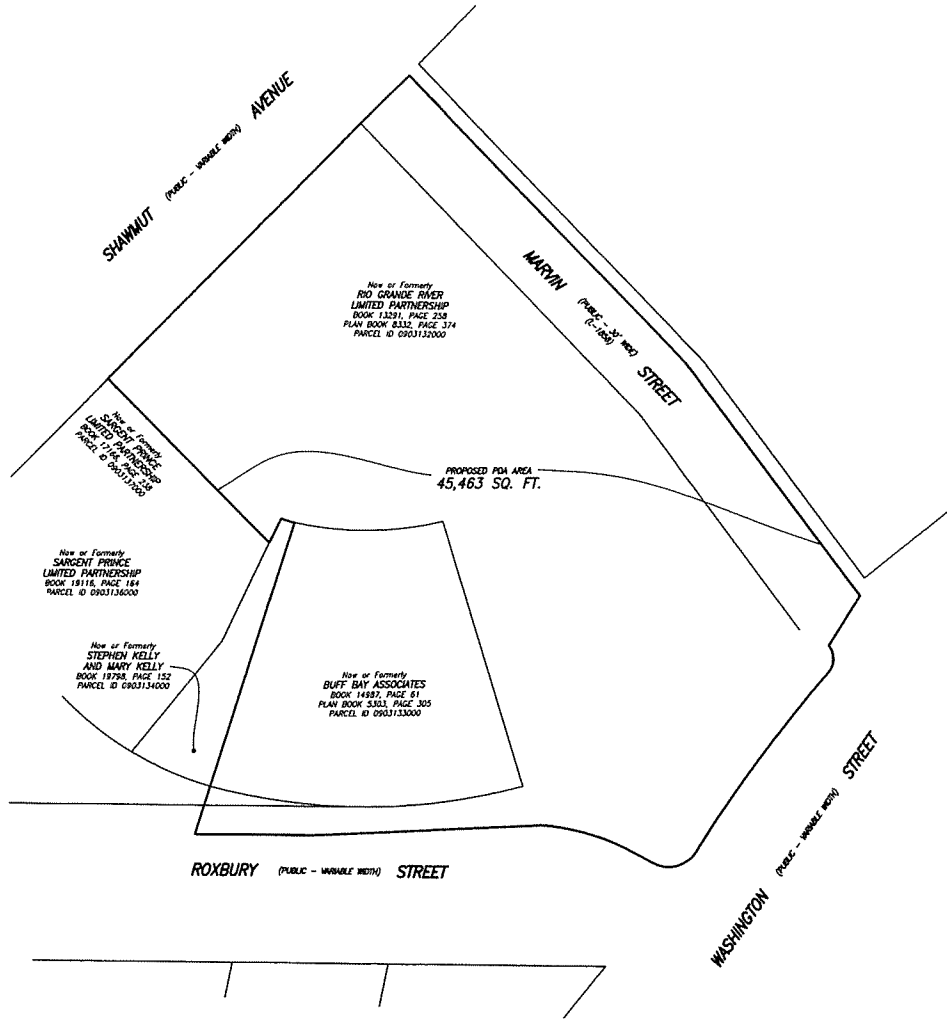 SHAWMUT (PUBLIC - VARIABLE WIDTH) AVENUE
MARVIN (PUBLIC - 30' WIDE) STREET
(L-1858)
Now or Formerly
RIO GRANDE RIVER
LIMITED PARTNERSHIP
BOOK 13291, PAGE 258
PLAN BOOK 8332, PAGE 374
PARCEL ID 0903132000
Now or Formerly
SARGENT PRINCE
LIMITED PARTNERSHIP
BOOK 17166, PAGE 238
PARCEL ID 0903137000
PROPOSED PDA AREA
45,463 SQ. FT.
Now or Formerly
SARGENT PRINCE
LIMITED PARTNERSHIP
BOOK 19116, PAGE 164
PARCEL ID 0903136000
Now or Formerly
STEPHEN KELLY
AND MARY KELLY
BOOK 19798, PAGE 152
PARCEL ID 0903134000
Now or Formerly
BUFF BAY ASSOCIATES
BOOK 14987, PAGE 61
PLAN BOOK 5303, PAGE 305
PARCEL ID 0903133000
ROXBURY (PUBLIC - VARIABLE WIDTH) STREET
WASHINGTON (PUBLIC - VARIABLE WIDTH) STREET